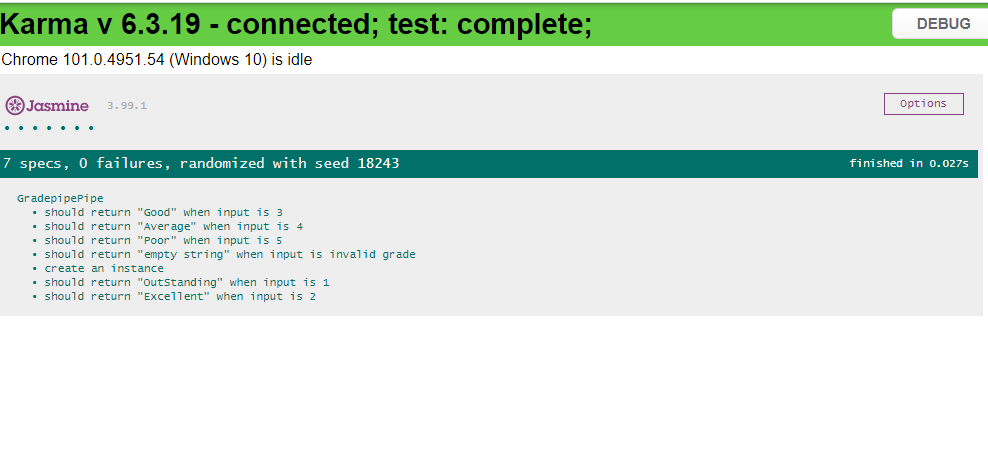 Karma v 6.3.19 - connected; test: complete;
DEBUG
Chrome 101.0.4951.54 (Windows 10) is idle
Jasmine 3.99.1
Options
• • • • • • •
7 specs, 0 failures, randomized with seed 18243
finished in 0.027s
GradepipePipe
• should return "Good" when input is 3
• should return "Average" when input is 4
• should return "Poor" when input is 5
• should return "empty string" when input is invalid grade
• create an instance
• should return "OutStanding" when input is 1
• should return "Excellent" when input is 2